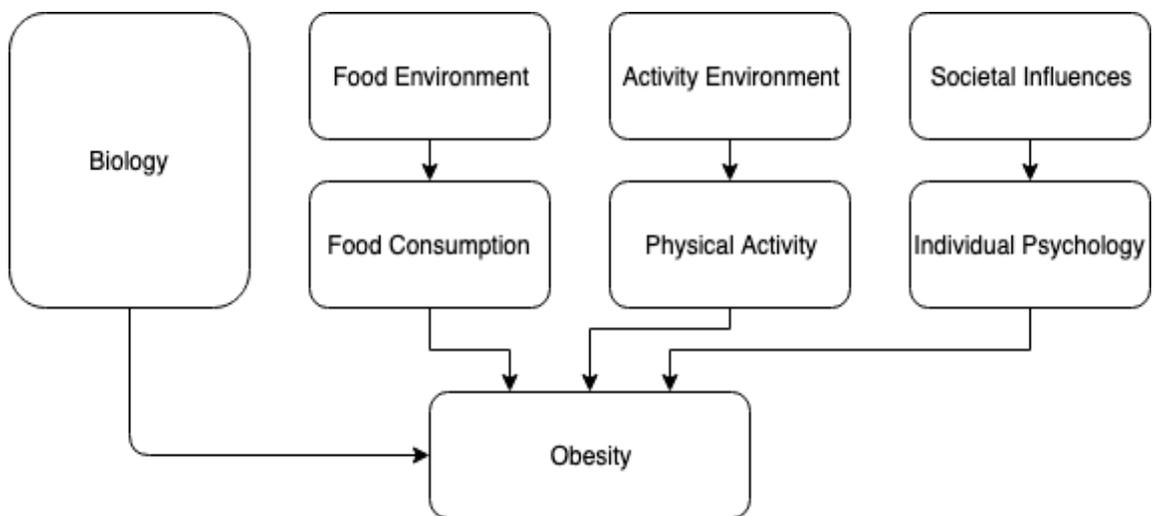 Food Environment
Activity Environment
Societal Influences
Biology
Food Consumption
Physical Activity
Individual Psychology
Obesity